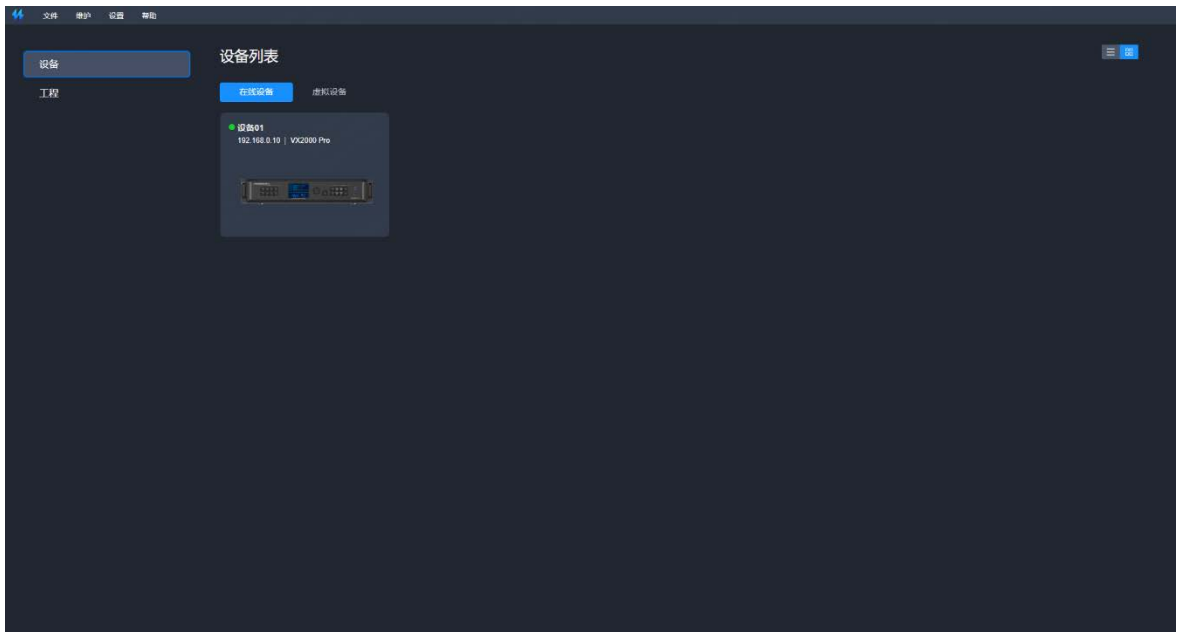 文件 维护 设置 帮助
设备
工程
设备列表
在线设备 虚拟设备
设备01
192.168.0.10 | VX2000 Pro